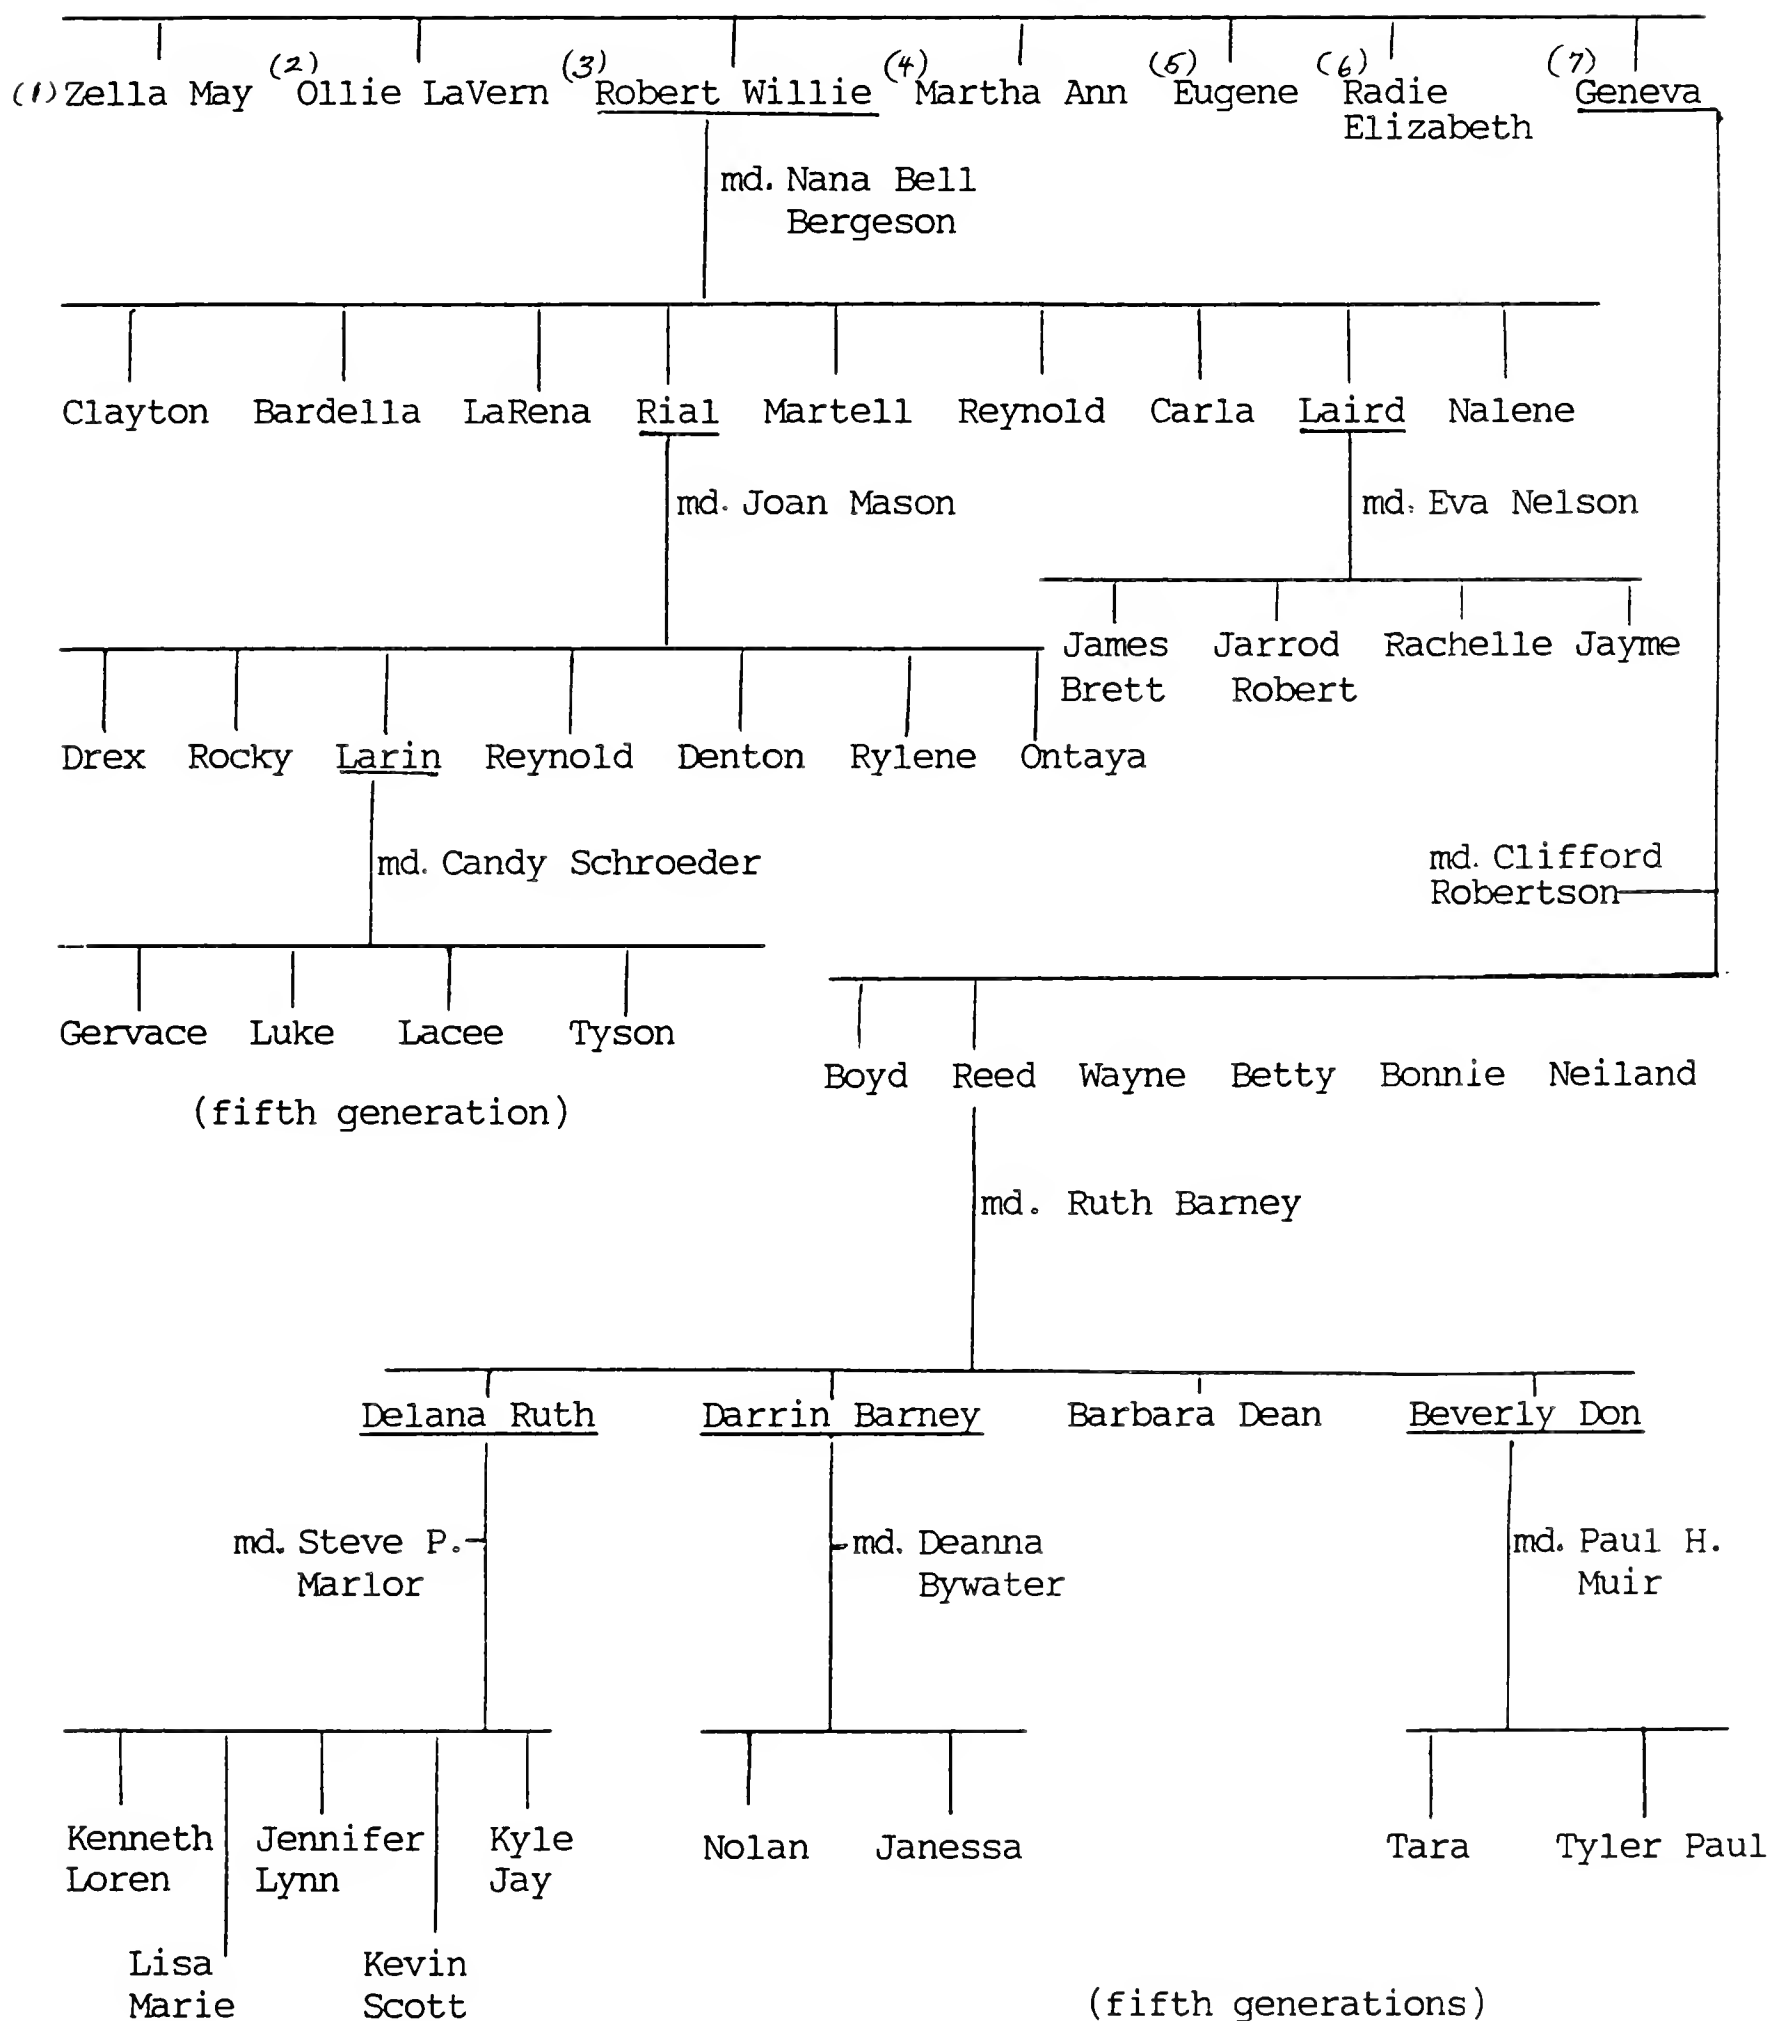 (1) Zella May (2) Ollie LaVern (3) Robert Willie (4) Martha Ann (5) Eugene (6) Radie (7) Geneva
Elizabeth
md. Nana Bell
Bergeson
Clayton Bardella LaRena Rial Martell Reynold Carla Laird Nalene
md. Joan Mason md. Eva Nelson
James Jarrod Rachelle Jayme
Brett Robert
Drex Rocky Larin Reynold Denton Rylene Ontaya
md. Candy Schroeder md. Clifford
Robertson
Gervace Luke Lacee Tyson
Boyd Reed Wayne Betty Bonnie Neiland
(fifth generation)
md. Ruth Barney
Delana Ruth Darrin Barney Barbara Dean Beverly Don
md. Steve P. md. Deanna md. Paul H.
Marlor Bywater Muir
Kenneth Jennifer Kyle Nolan Janessa Tara Tyler Paul
Loren Lynn Jay
Lisa Kevin
Marie Scott (fifth generations)